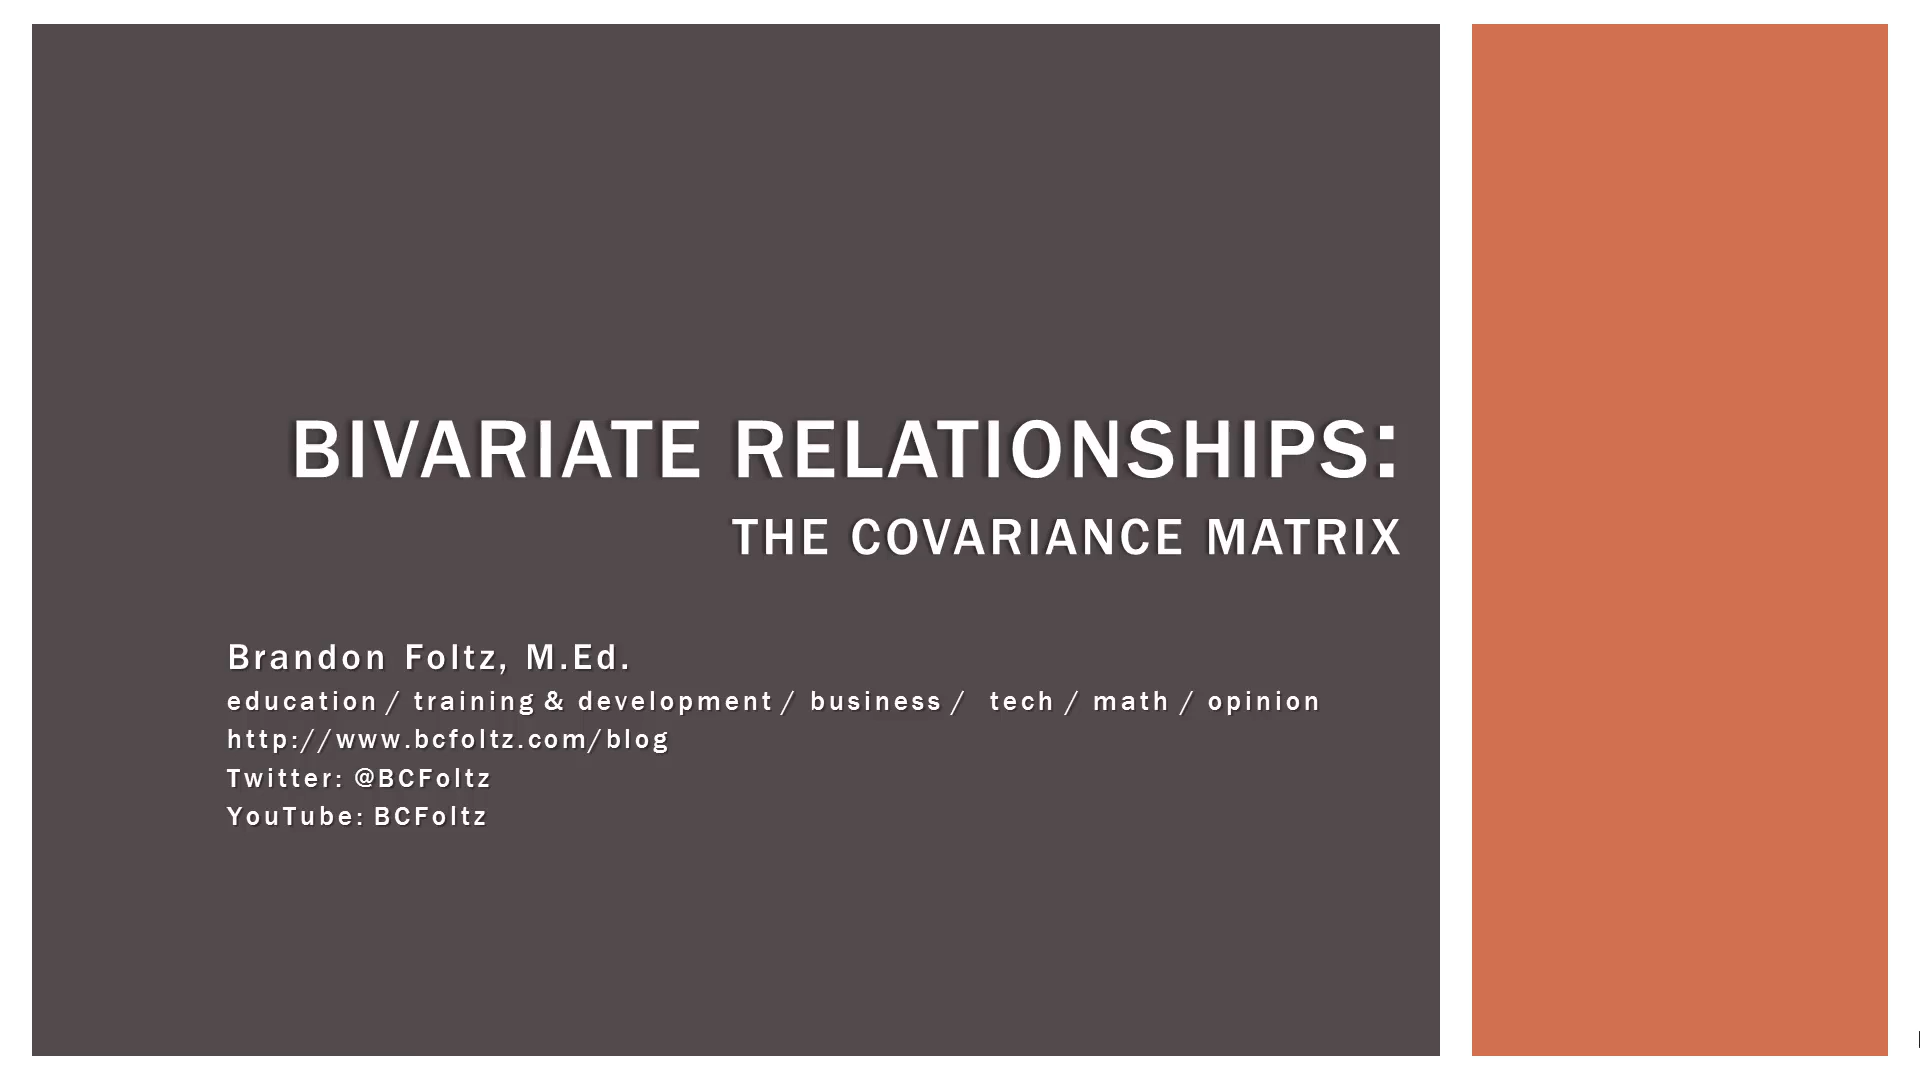 BIVARIATE RELATIONSHIPS:
THE COVARIANCE MATRIX
Brandon Foltz, M.Ed.
education / training & development / business / tech / math / opinion
http://www.bcfoltz.com/blog
Twitter: @BCFoltz
YouTube: BCFoltz